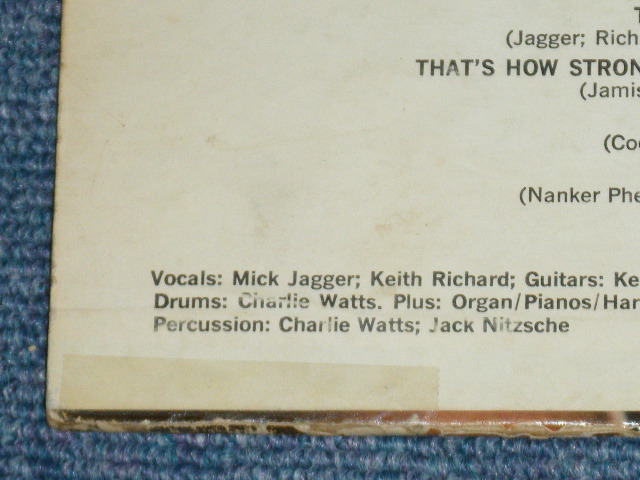 T
(Jagger; Rich
THAT'S HOW STRON
(Jamis
(Coo
(Nanker Phe
Vocals: Mick Jagger; Keith Richard; Guitars: Ke
Drums: Charlie Watts. Plus: Organ/Pianos/Har
Percussion: Charlie Watts; Jack Nitzsche